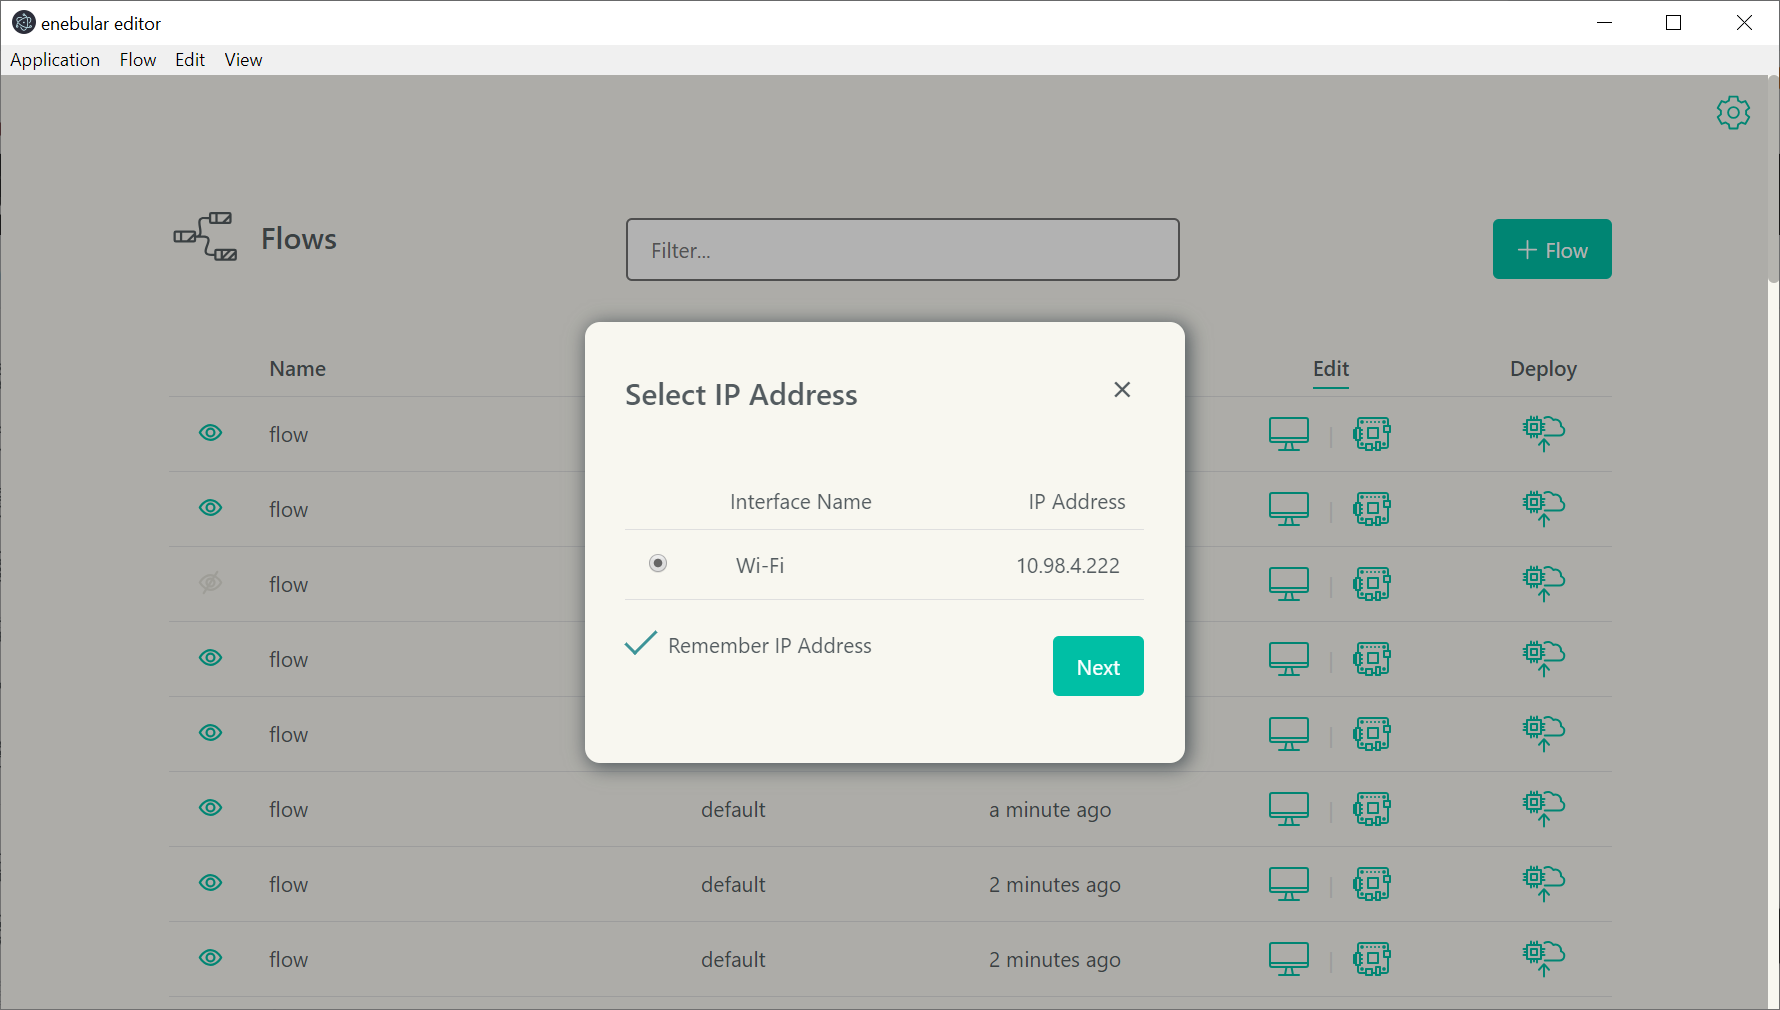 enebular editor
Application Flow Edit View
Flows
Filter...
+ Flow
Name Edit Deploy
Select IP Address
Interface Name IP Address
Wi-Fi 10.98.4.222
Remember IP Address
Next
flow
flow
flow
flow
flow
flow default a minute ago
flow default 2 minutes ago
flow default 2 minutes ago